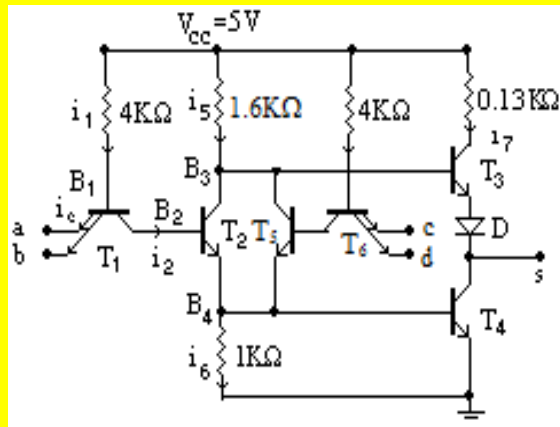 Vcc=5V
i1 4KΩ i5 1.6KΩ 4KΩ 0.13KΩ
i7
B3
B1 T3
ie B2
a c D
b T1 i2 T2 T5 T6 d s
B4 T4
i6 1KΩ